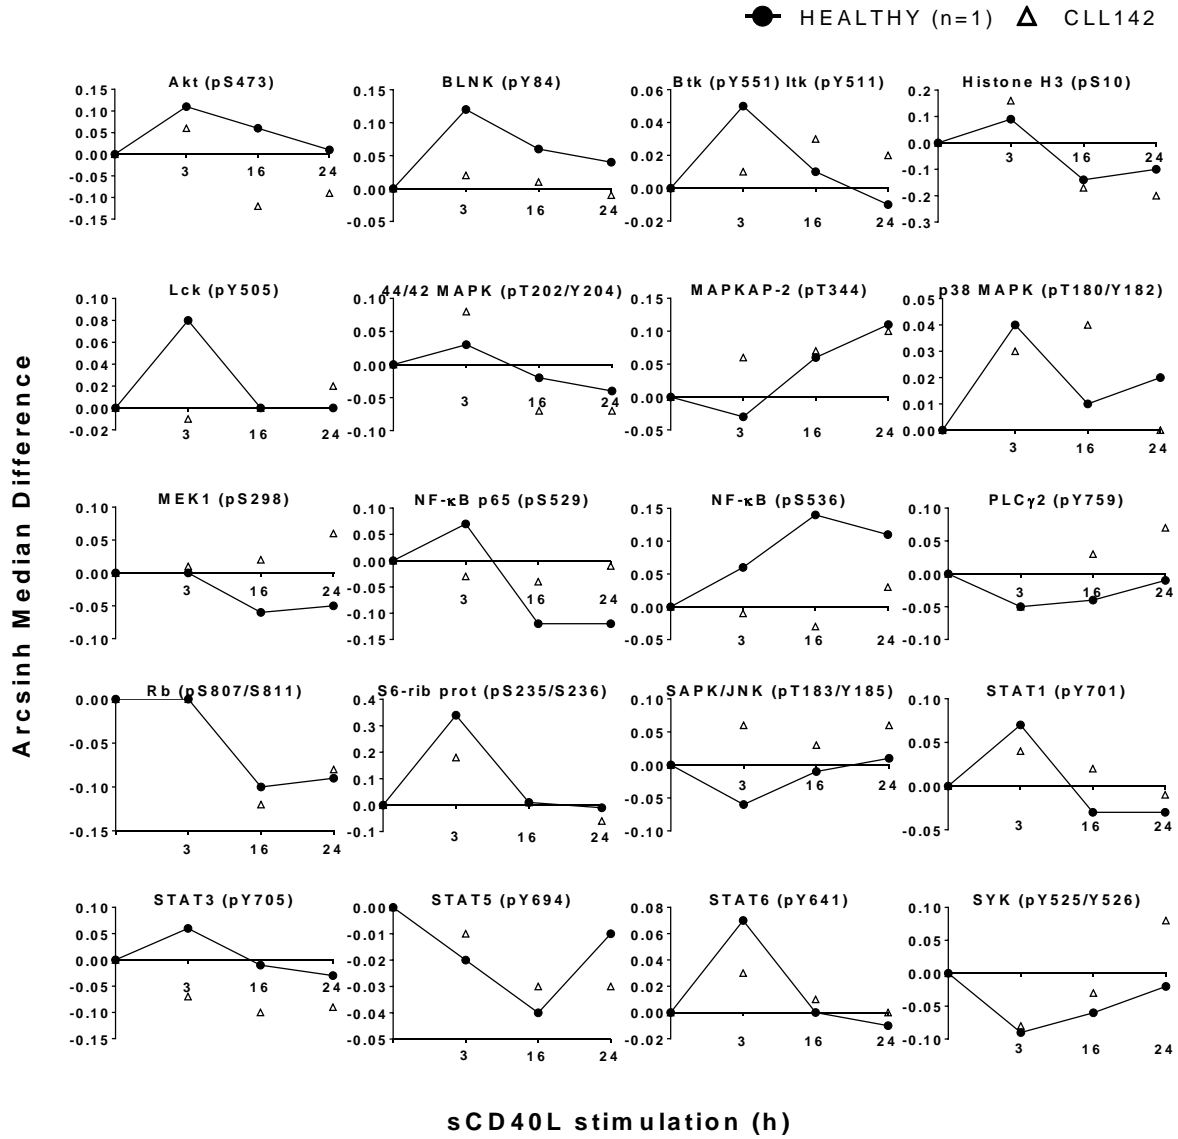 HEALTHY (n=1) CLL142
Akt (pS473)
0.15
0.10
0.05
0.00
-0.05
-0.10
-0.15
3 16 24
BLNK (pY84)
0.15
0.10
0.05
0.00
-0.05
3 16 24
Btk (pY551) Itk (pY511)
0.06
0.04
0.02
0.00
-0.02
3 16 24
Histone H3 (pS10)
0.2
0.1
0.0
-0.1
-0.2
-0.3
3 16 24
Lck (pY505)
0.10
0.08
0.06
0.04
0.02
0.00
-0.02
3 16 24
44/42 MAPK (pT202/Y204)
0.10
0.05
0.00
-0.05
-0.10
3 16 24
MAPKAP-2 (pT344)
0.15
0.10
0.05
0.00
-0.05
3 16 24
p38 MAPK (pT180/Y182)
0.05
0.04
0.03
0.02
0.01
0.00
3 16 24
Arcsinh Median Difference
MEK1 (pS298)
0.10
0.05
0.00
-0.05
-0.10
3 16 24
NF-κB p65 (pS529)
0.10
0.05
0.00
-0.05
-0.10
-0.15
3 16 24
NF-κB (pS536)
0.15
0.10
0.05
0.00
-0.05
3 16 24
PLCγ2 (pY759)
0.10
0.05
0.00
-0.05
-0.10
3 16 24
Rb (pS807/S811)
0.00
-0.05
-0.10
-0.15
3 16 24
S6-rib prot (pS235/S236)
0.4
0.3
0.2
0.1
0.0
-0.1
3 16 24
SAPK/JNK (pT183/Y185)
0.10
0.05
0.00
-0.05
-0.10
3 16 24
STAT1 (pY701)
0.10
0.05
0.00
-0.05
3 16 24
STAT3 (pY705)
0.10
0.05
0.00
-0.05
-0.10
-0.15
3 16 24
STAT5 (pY694)
0.00
-0.01
-0.02
-0.03
-0.04
-0.05
3 16 24
STAT6 (pY641)
0.08
0.06
0.04
0.02
0.00
-0.02
3 16 24
SYK (pY525/Y526)
0.10
0.05
0.00
-0.05
-0.10
3 16 24
sCD40L stimulation (h)